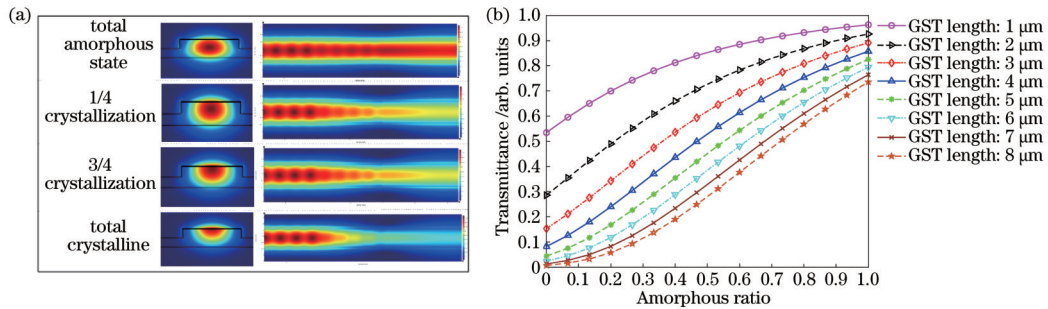 (a)
total
amorphous
state
1/4
crystallization
3/4
crystallization
total
crystalline
(b)
Transmittance /arb. units
1.0
0.9
0.8
0.7
0.6
0.5
0.4
0.3
0.2
0.1
0
0
0.1
0.2
0.3
0.4
0.5
0.6
0.7
0.8
0.9
1.0
Amorphous ratio
GST length: 1 μm
GST length: 2 μm
GST length: 3 μm
GST length: 4 μm
GST length: 5 μm
GST length: 6 μm
GST length: 7 μm
GST length: 8 μm